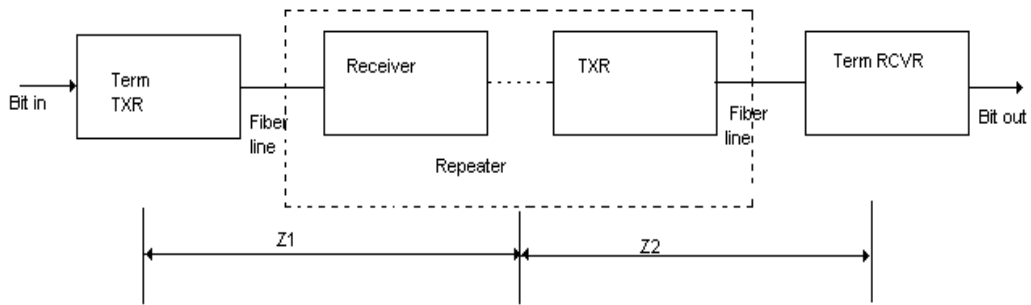 Bit in
Term
TXR
Fiber
line
Receiver
TXR
Repeater
Fiber
line
Term RCVR
Bit out
Z1
Z2